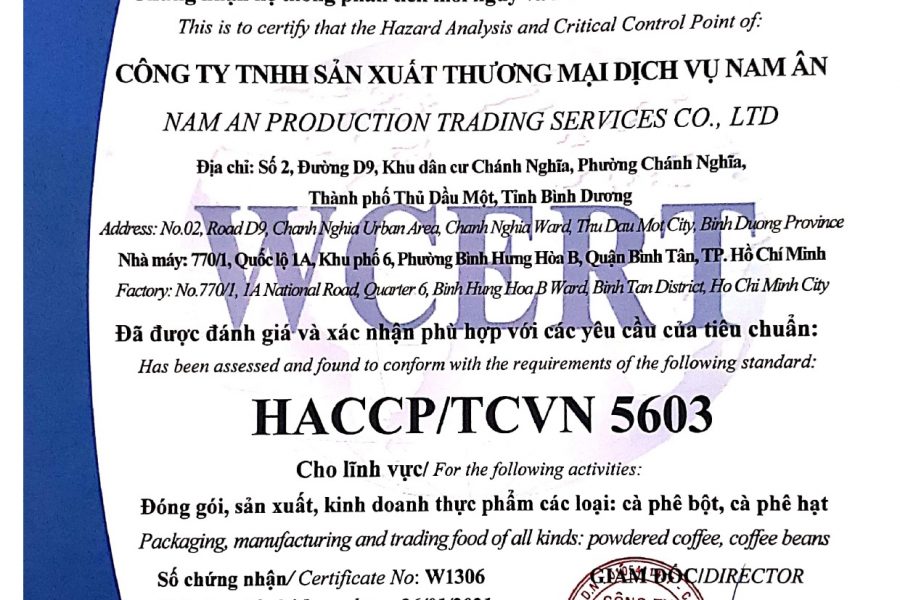 This is to certify that the Hazard Analysis and Critical Control Point of:
CÔNG TY TNHH SẢN XUẤT THƯƠNG MẠI DỊCH VỤ NAM ÂN
NAM AN PRODUCTION TRADING SERVICES CO., LTD
Địa chỉ: Số 2, Đường D9, Khu dân cư Chánh Nghĩa, Phường Chánh Nghĩa,
Thành phố Thủ Dầu Một, Tỉnh Bình Dương
Address: No.02, Road D9, Chanh Nghia Urban Area, Chanh Nghia Ward, Thu Dau Mot City, Binh Duong Province
WCERT
Nhà máy: 770/1, Quốc lộ 1A, Khu phố 6, Phường Bình Hưng Hòa B, Quận Bình Tân, TP. Hồ Chí Minh
Factory: No.770/1, 1A National Road, Quarter 6, Binh Hung Hoa B Ward, Binh Tan District, Ho Chi Minh City
Đã được đánh giá và xác nhận phù hợp với các yêu cầu của tiêu chuẩn:
Has been assessed and found to conform with the requirements of the following standard:
HACCP/TCVN 5603
Cho lĩnh vực/ For the following activities:
Đóng gói, sản xuất, kinh doanh thực phẩm các loại: cà phê bột, cà phê hạt
Packaging, manufacturing and trading food of all kinds: powdered coffee, coffee beans
Số chứng nhận/ Certificate No: W1306
GIÁM ĐỐC/DIRECTOR